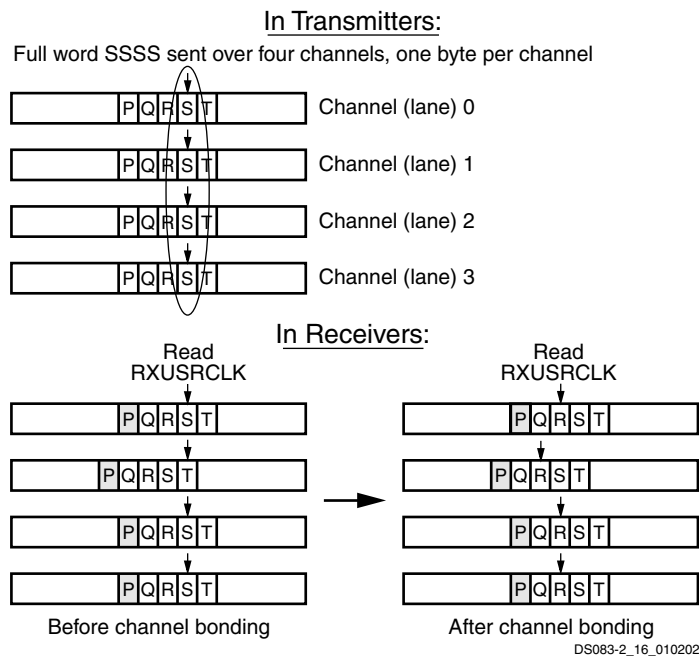 In Transmitters:
Full word SSSS sent over four channels, one byte per channel
P Q R S T Channel (lane) 0
P Q R S T Channel (lane) 1
P Q R S T Channel (lane) 2
P Q R S T Channel (lane) 3
In Receivers:
Read
RXUSRCLK
P Q R S T
P Q R S T
P Q R S T
P Q R S T
Before channel bonding
Read
RXUSRCLK
P Q R S T
P Q R S T
P Q R S T
P Q R S T
After channel bonding
DS083-2_16_010202